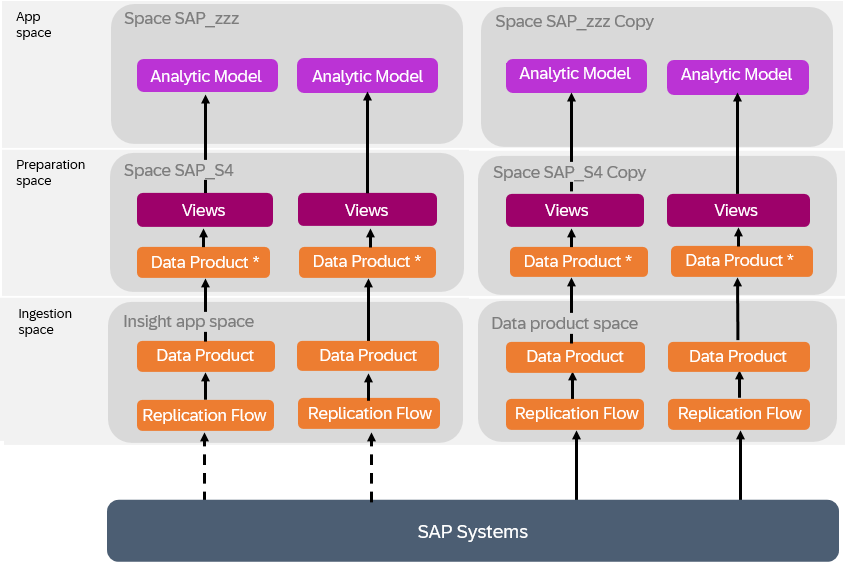 App
space
Space SAP_zzz
Space SAP_zzz Copy
Analytic Model
Analytic Model
Analytic Model
Analytic Model
Preparation
space
Space SAP_S4
Space SAP_S4 Copy
Views
Views
Views
Views
Data Product *
Data Product *
Data Product *
Data Product *
Ingestion
space
Insight app space
Data product space
Data Product
Data Product
Data Product
Data Product
Replication Flow
Replication Flow
Replication Flow
Replication Flow
SAP Systems